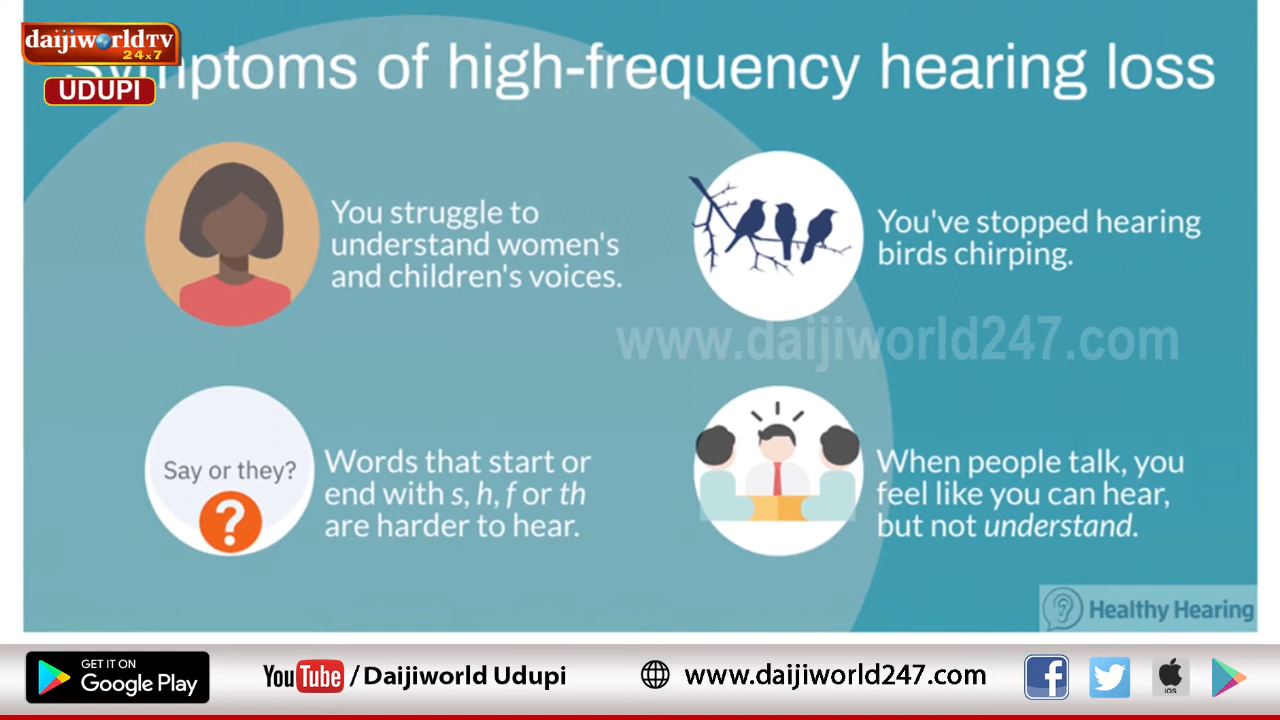 daijiworldTV
24x7
UDUPI
Symptoms of high-frequency hearing loss
You struggle to
understand women's
and children's voices.
You've stopped hearing
birds chirping.
www.daijiworld247.com
Say or they?
?
Words that start or
end with s, h, f or th
are harder to hear.
When people talk, you
feel like you can hear,
but not understand.
Healthy Hearing
GET IT ON
Google Play
YouTube / Daijiworld Udupi
www.daijiworld247.com
iOS